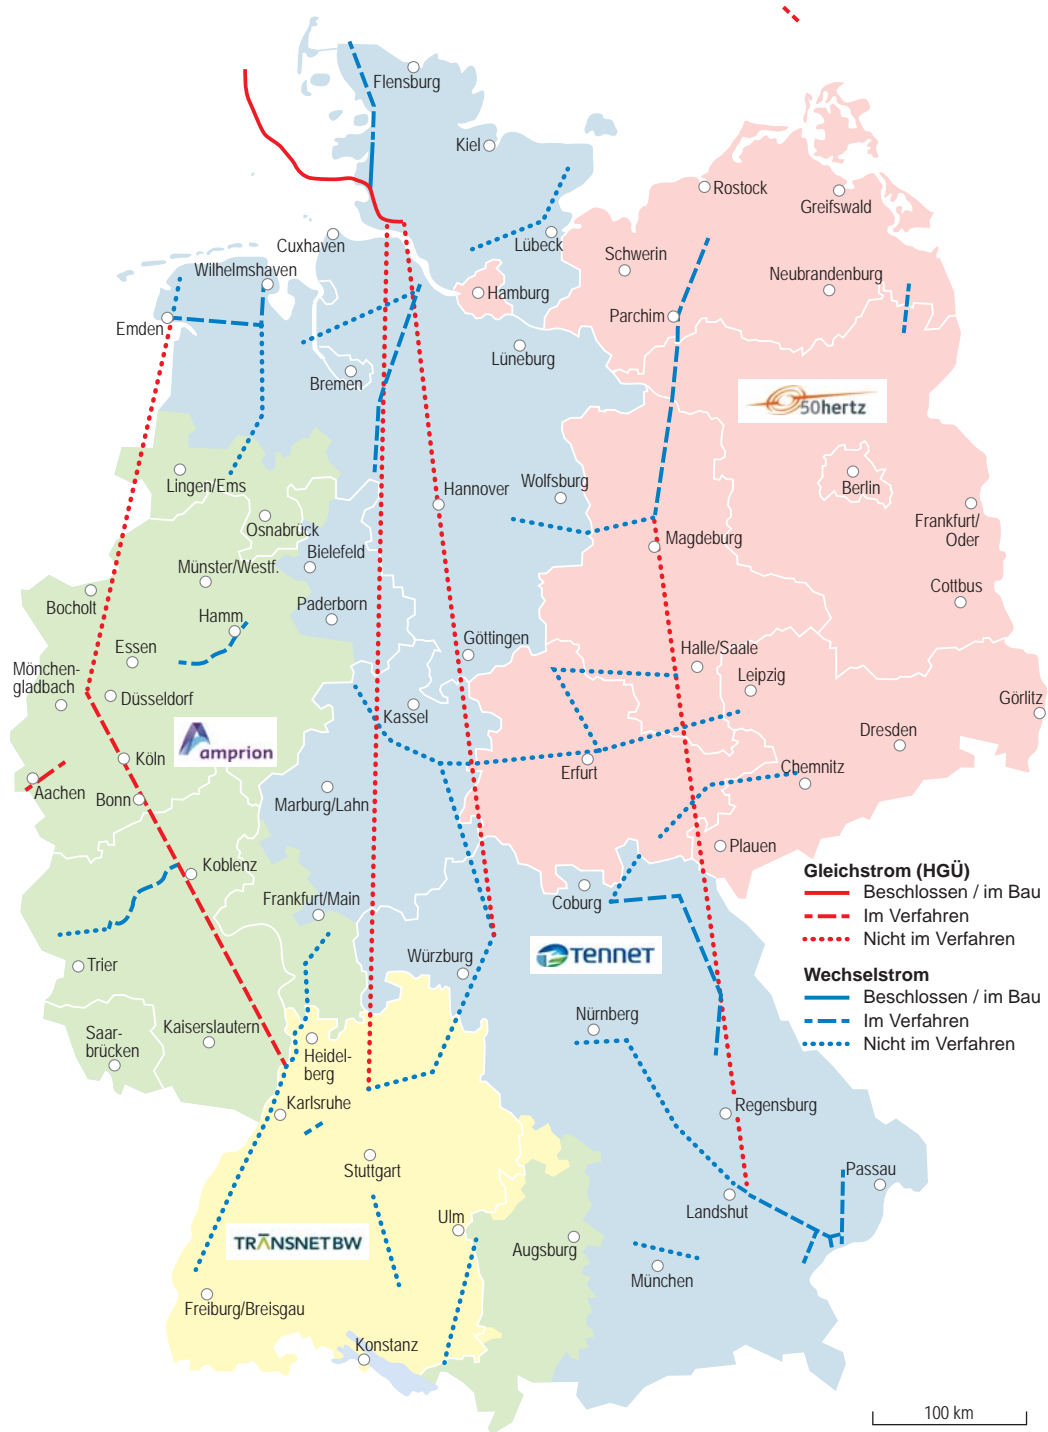 Flensburg
Kiel
Rostock
Greifswald
Cuxhaven
Lübeck
Schwerin
Wilhelmshaven
Neubrandenburg
Hamburg
Parchim
Emden
Lüneburg
Bremen
50hertz
Lingen/Ems
Hannover
Wolfsburg
Berlin
Osnabrück
Frankfurt/
Oder
Magdeburg
Bielefeld
Münster/Westf.
Cottbus
Bocholt
Paderborn
Hamm
Essen
Göttingen
Halle/Saale
Mönchen-
gladbach
Leipzig
Düsseldorf
Görlitz
Kassel
Dresden
amprion
Köln
Erfurt
Chemnitz
Aachen
Bonn
Marburg/Lahn
Plauen
Koblenz
Frankfurt/Main
Coburg
Gleichstrom (HGÜ)
Beschlossen / im Bau
Im Verfahren
Nicht im Verfahren
Wechselstrom
Beschlossen / im Bau
Im Verfahren
Nicht im Verfahren
TENNET
Trier
Würzburg
Nürnberg
Saar-
brücken
Kaiserslautern
Heidel-
berg
Karlsruhe
Regensburg
Stuttgart
Passau
Landshut
Ulm
TRANSNET BW
Augsburg
München
Freiburg/Breisgau
Konstanz
100 km